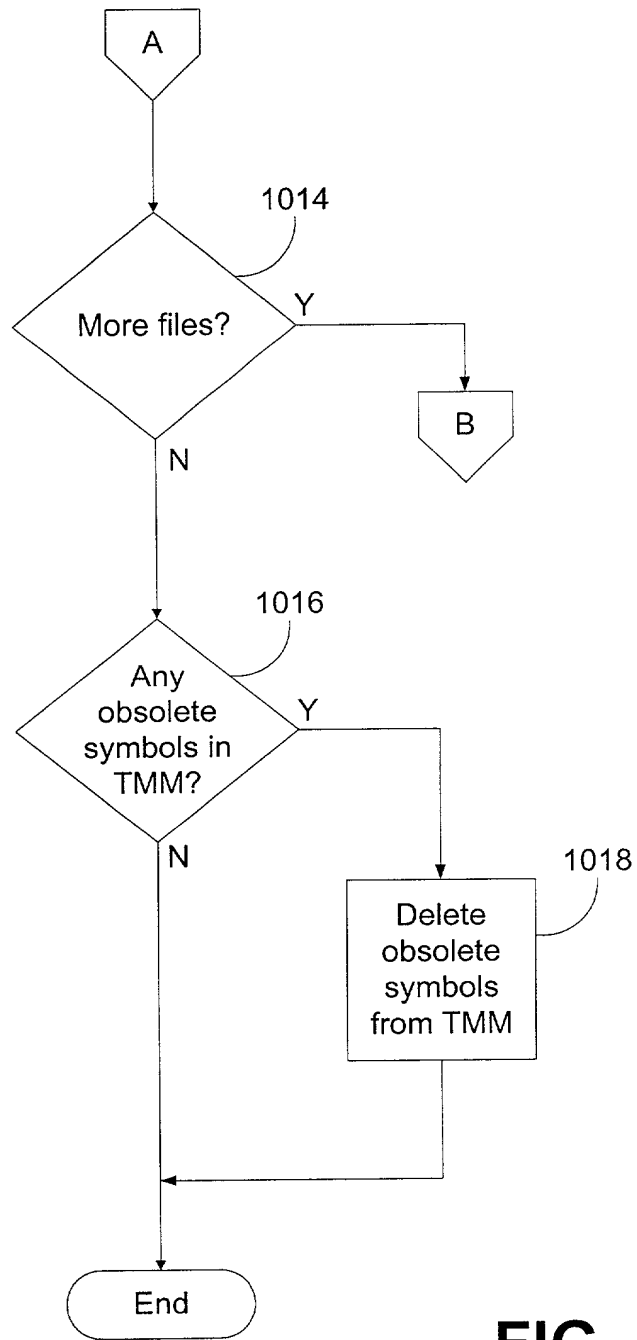 A
1014
More files?
Y
B
N
1016
Any
obsolete
symbols in
TMM?
Y
N
1018
Delete
obsolete
symbols
from TMM
End
FIG